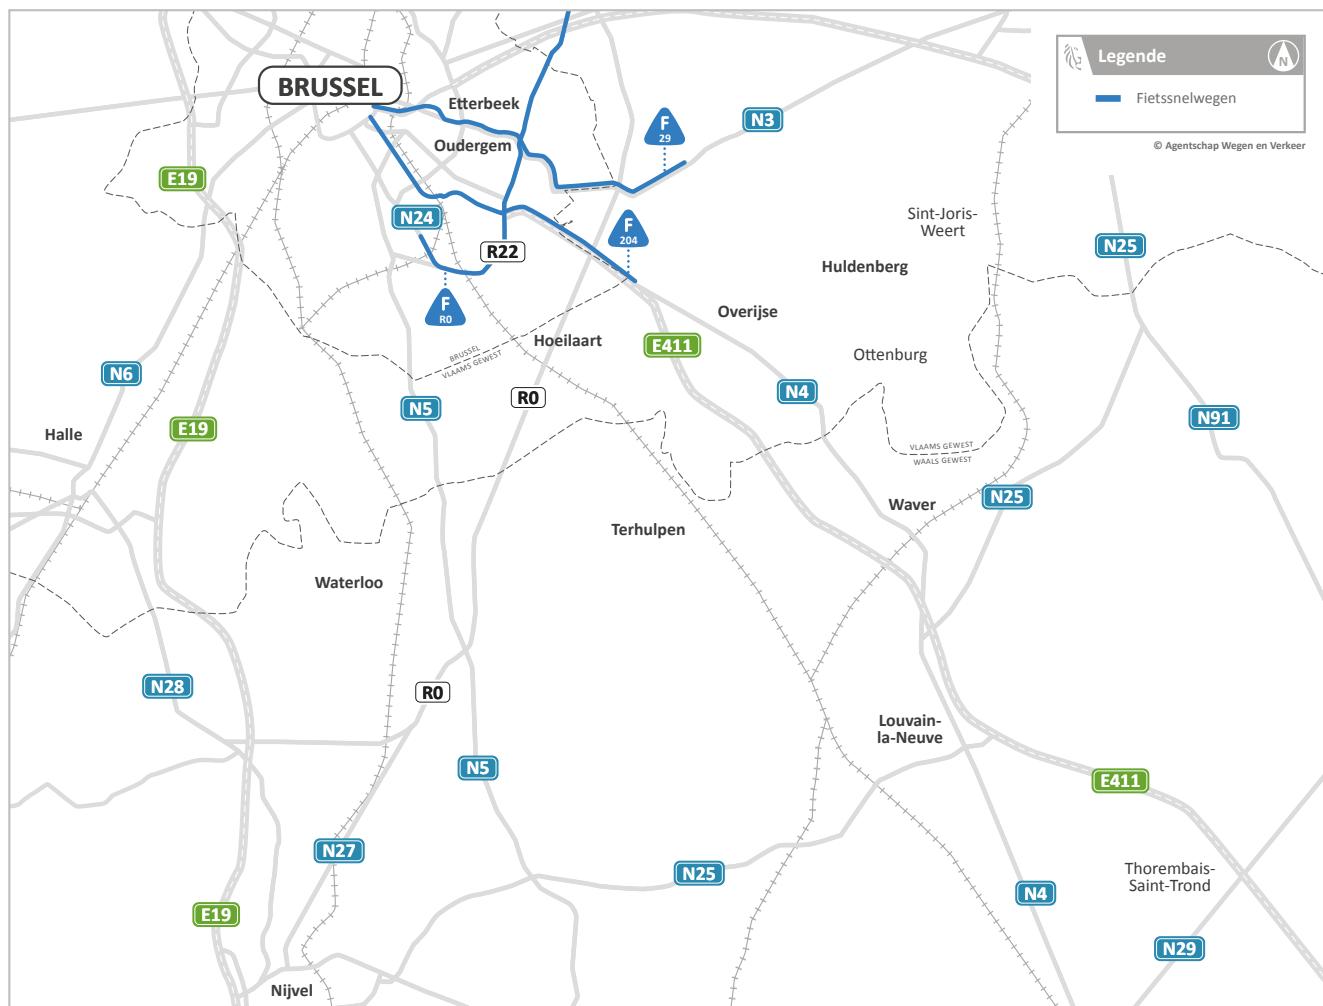 BRUSSEL
Legende
N
Fietssnelwegen
© Agentschap Wegen en Verkeer
Etterbeek
Oudergem
F
29
N3
E19
N24
R22
F
204
Sint-Joris-
Weert
N25
Huldenberg
F
R0
Overijse
Hoeilaart
E411
BRUSSEL
VLAAMS GEWEST
Ottenburg
N6
N4
R0
N5
N91
E19
Halle
VLAAMS GEWEST
WAALS GEWEST
N25
Waver
Terhulpen
Waterloo
N28
R0
Louvain-
la-Neuve
N5
E411
N27
N25
Thorembais-
Saint-Trond
N4
E19
N29
Nijvel